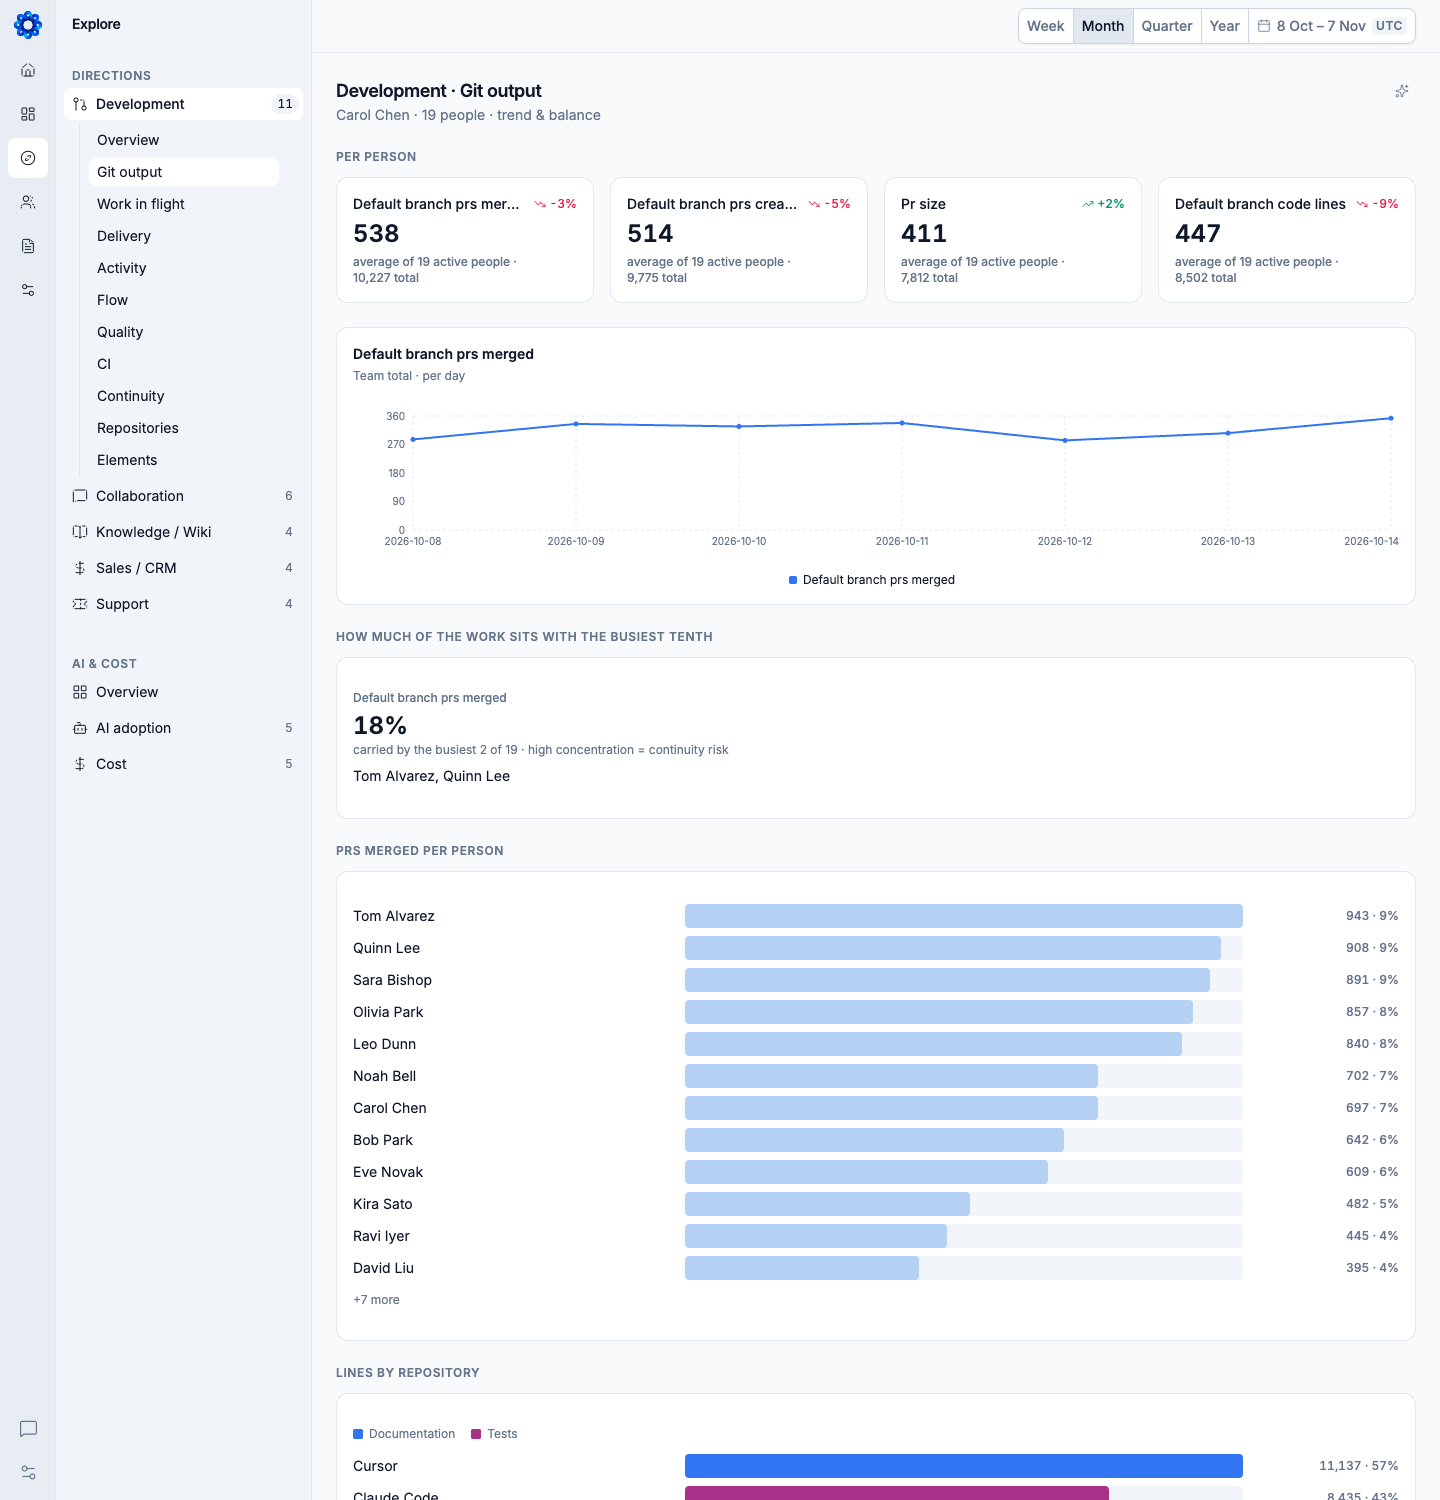 Explore
Week Month Quarter Year 8 Oct – 7 Nov UTC
DIRECTIONS
Development 11
Overview
Git output
Work in flight
Delivery
Activity
Flow
Quality
CI
Continuity
Repositories
Elements
Collaboration 6
Knowledge / Wiki 4
Sales / CRM 4
Support 4
AI & COST
Overview
AI adoption 5
Cost 5
Development · Git output
Carol Chen · 19 people · trend & balance
PER PERSON
Default branch prs mer... -3%
538
average of 19 active people ·
10,227 total
Default branch prs crea... -5%
514
average of 19 active people ·
9,775 total
Pr size +2%
411
average of 19 active people ·
7,812 total
Default branch code lines -9%
447
average of 19 active people ·
8,502 total
Default branch prs merged
Team total · per day
360
270
180
90
0
2026-10-08 2026-10-09 2026-10-10 2026-10-11 2026-10-12 2026-10-13 2026-10-14
Default branch prs merged
HOW MUCH OF THE WORK SITS WITH THE BUSIEST TENTH
Default branch prs merged
18%
carried by the busiest 2 of 19 · high concentration = continuity risk
Tom Alvarez, Quinn Lee
PRS MERGED PER PERSON
Tom Alvarez 943 · 9%
Quinn Lee 908 · 9%
Sara Bishop 891 · 9%
Olivia Park 857 · 8%
Leo Dunn 840 · 8%
Noah Bell 702 · 7%
Carol Chen 697 · 7%
Bob Park 642 · 6%
Eve Novak 609 · 6%
Kira Sato 482 · 5%
Ravi Iyer 445 · 4%
David Liu 395 · 4%
+7 more
LINES BY REPOSITORY
Documentation Tests
Cursor 11,137 · 57%
Claude Code 8,435 · 43%